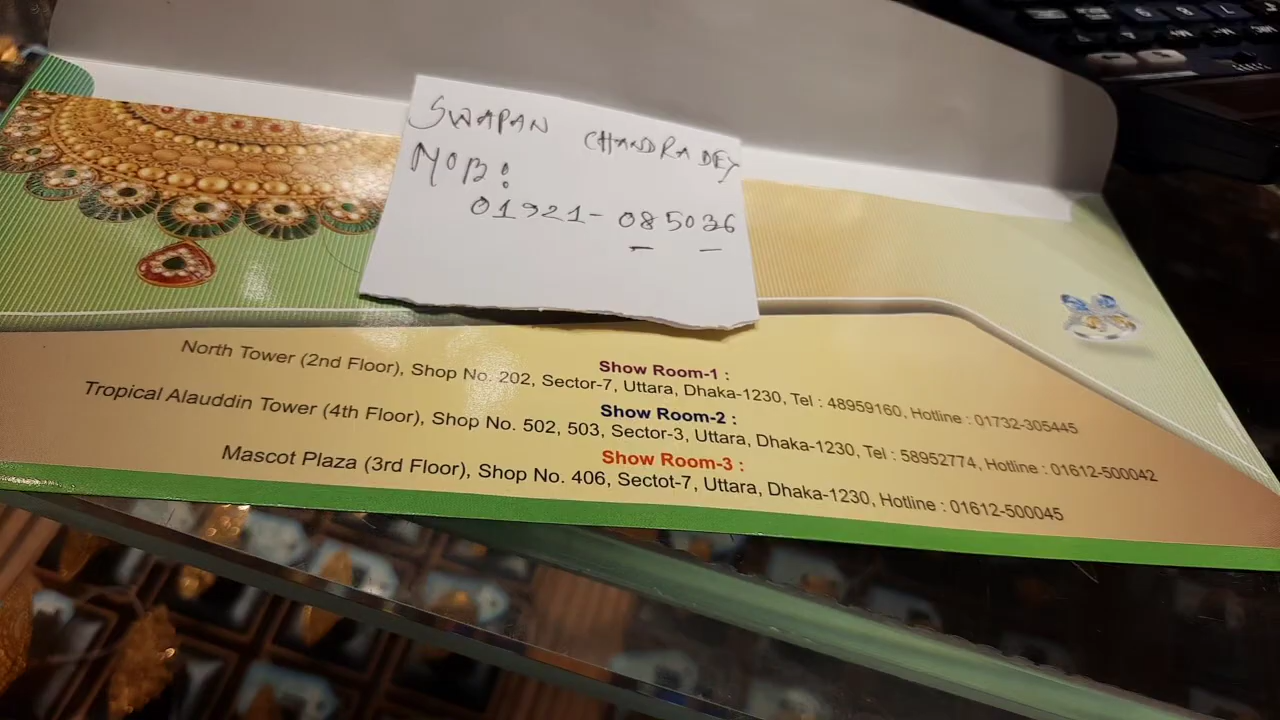 SWAPAN CHANDRA DEY
MOB:
01921-085036
Show Room-1 :
North Tower (2nd Floor), Shop No. 202, Sector-7, Uttara, Dhaka-1230, Tel : 48959160, Hotline : 01732-305445
Show Room-2 :
Tropical Alauddin Tower (4th Floor), Shop No. 502, 503, Sector-3, Uttara, Dhaka-1230, Tel : 58952774, Hotline : 01612-500042
Show Room-3 :
Mascot Plaza (3rd Floor), Shop No. 406, Sectot-7, Uttara, Dhaka-1230, Hotline : 01612-500045